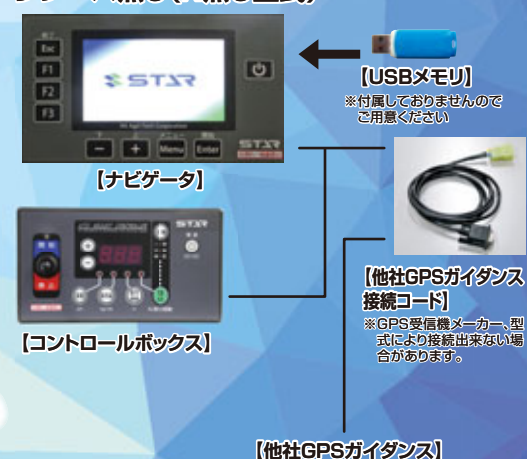 Esc
F1
F2
F3
STAR
－
＋
Menu
Enter
STAR
【ナビゲータ】
【USBメモリ】
※付属しておりませんので
ご用意ください
STAR
【コントロールボックス】
【他社GPSガイダンス
接続コード】
※GPS受信機メーカー、型
式により接続出来ない場
合があります。
【他社GPSガイダンス】